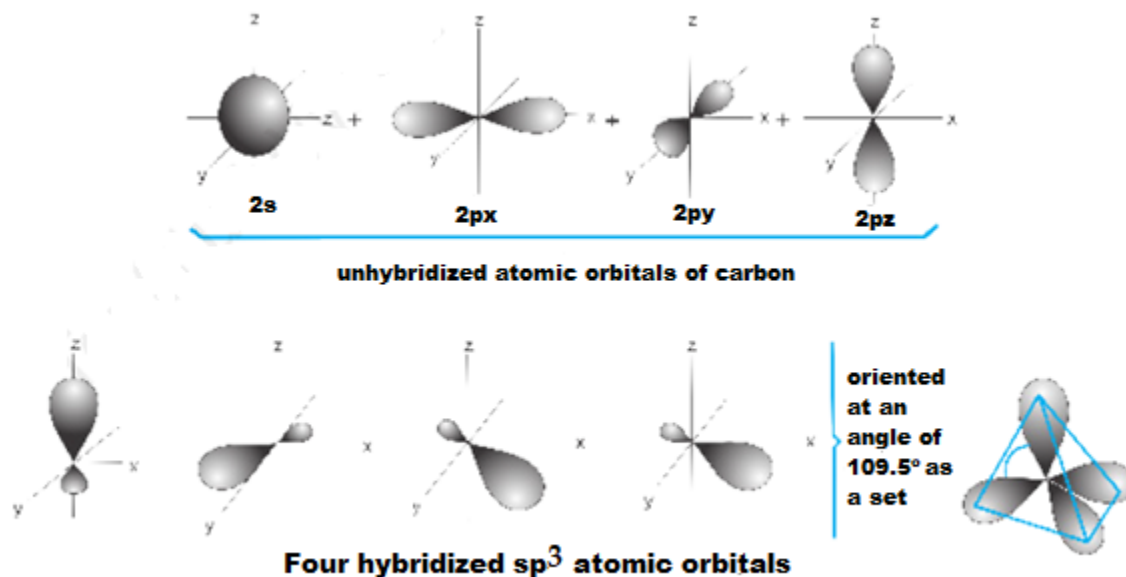 z z z z
z + x + x + x
y y y y
2s 2px 2py 2pz
unhybridized atomic orbitals of carbon
z z z z
x x x x
y y y y
oriented
at an
angle of
109.5º as
a set
Four hybridized sp³ atomic orbitals